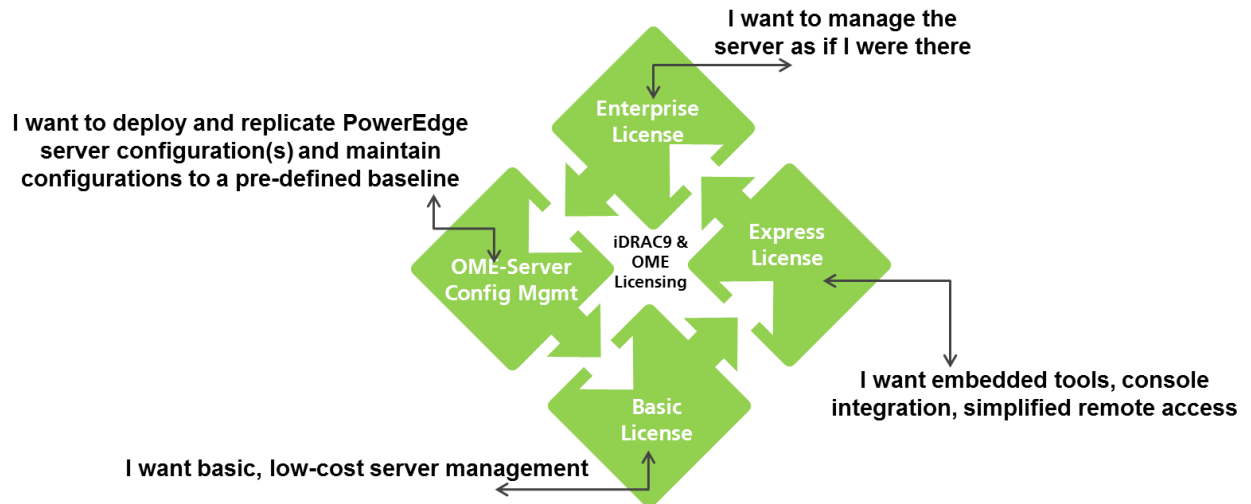 I want to manage the
server as if I were there
Enterprise
License
I want to deploy and replicate PowerEdge
server configuration(s) and maintain
configurations to a pre-defined baseline
Express
License
iDRAC9 &
OME
Licensing
OME-Server
Config Mgmt
I want embedded tools, console
integration, simplified remote access
Basic
License
I want basic, low-cost server management